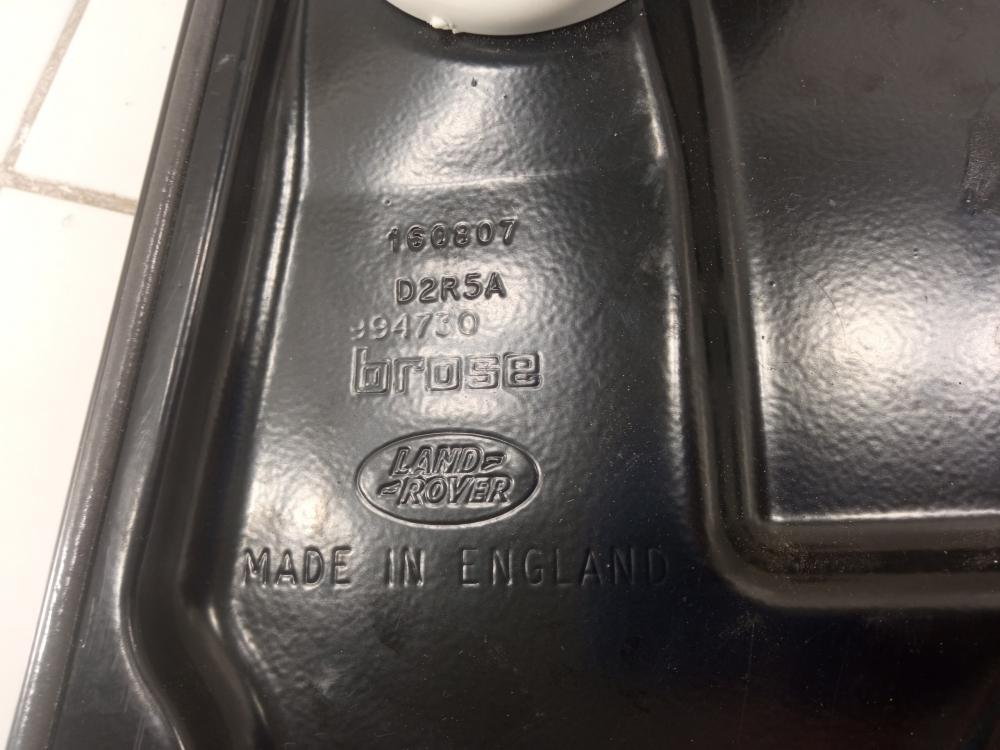 160807
D2R5A
994730
brose
LAND-
-ROVER
MADE IN ENGLAND